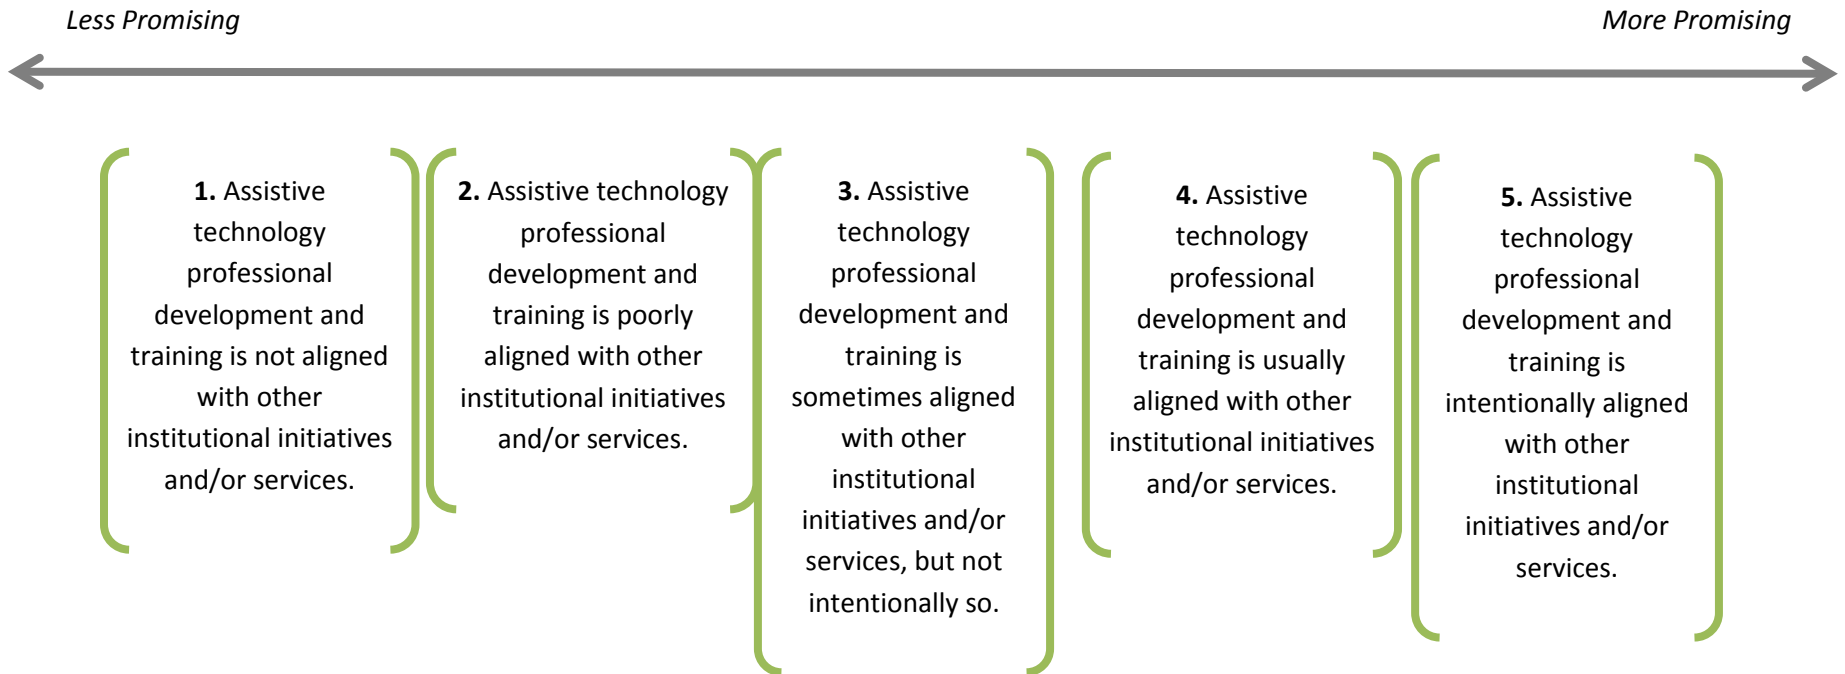 Less Promising
More Promising
1. Assistive
technology
professional
development and
training is not aligned
with other
institutional initiatives
and/or services.
2. Assistive technology
professional
development and
training is poorly
aligned with other
institutional initiatives
and/or services.
3. Assistive
technology
professional
development and
training is
sometimes aligned
with other
institutional
initiatives and/or
services, but not
intentionally so.
4. Assistive
technology
professional
development and
training is usually
aligned with other
institutional initiatives
and/or services.
5. Assistive
technology
professional
development and
training is
intentionally aligned
with other
institutional
initiatives and/or
services.